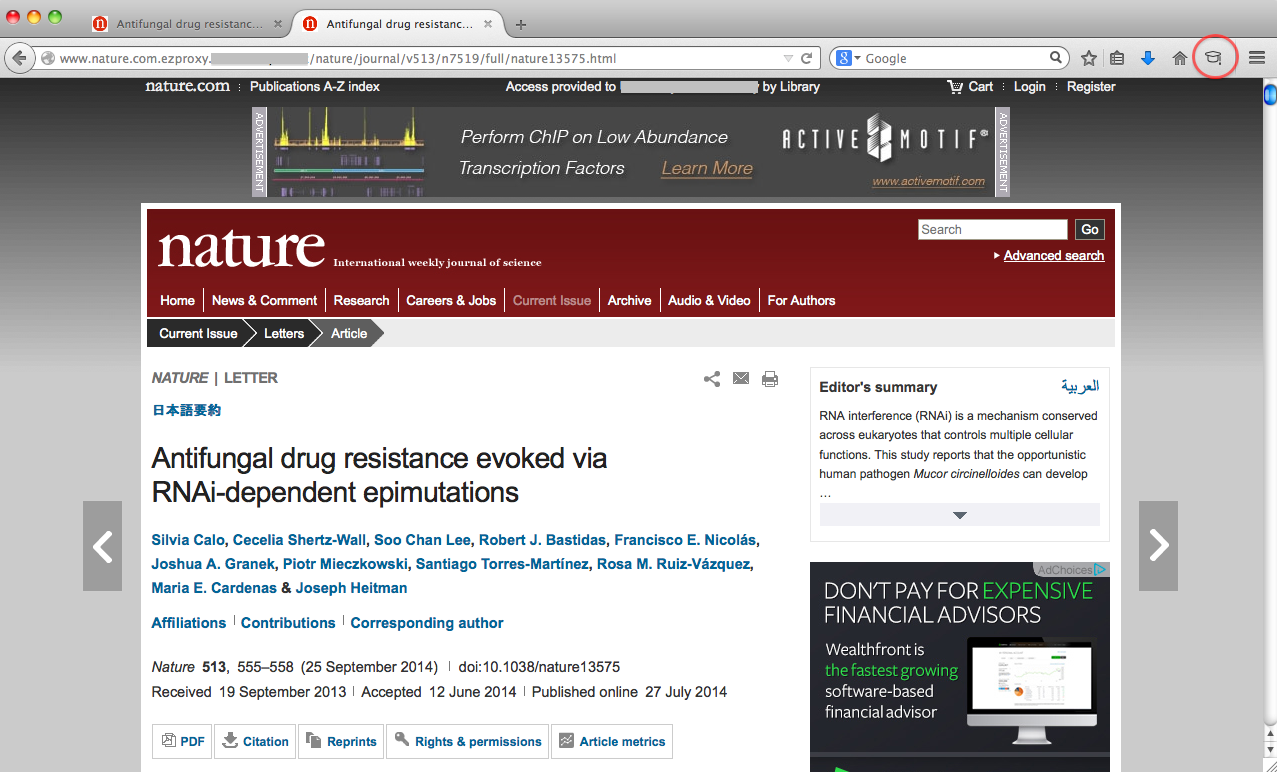 Antifungal drug resistanc...
Antifungal drug resistanc...
www.nature.com.ezproxy. /nature/journal/v513/n7519/full/nature13575.html
Google
nature.com : Publications A-Z index
Access provided to by Library
Cart : Login : Register
ADVERTISEMENT
Perform ChIP on Low Abundance
Transcription Factors Learn More
ACTIVE MOTIF®
www.activemotif.com
ADVERTISEMENT
nature International weekly journal of science
Search Go
Advanced search
Home News & Comment Research Careers & Jobs Current Issue Archive Audio & Video For Authors
Current Issue Letters Article
NATURE | LETTER
日本語要約
Antifungal drug resistance evoked via
RNAi-dependent epimutations
Silvia Calo, Cecelia Shertz-Wall, Soo Chan Lee, Robert J. Bastidas, Francisco E. Nicolás,
Joshua A. Granek, Piotr Mieczkowski, Santiago Torres-Martínez, Rosa M. Ruiz-Vázquez,
Maria E. Cardenas & Joseph Heitman
Affiliations | Contributions | Corresponding author
Nature 513, 555–558 (25 September 2014) | doi:10.1038/nature13575
Received 19 September 2013 | Accepted 12 June 2014 | Published online 27 July 2014
PDF Citation Reprints Rights & permissions Article metrics
Editor's summary العربية
RNA interference (RNAi) is a mechanism conserved
across eukaryotes that controls multiple cellular
functions. This study reports that the opportunistic
human pathogen Mucor circinelloides can develop
...
AdChoices
DON'T PAY FOR EXPENSIVE
FINANCIAL ADVISORS
Wealthfront is
the fastest growing
software-based
financial advisor